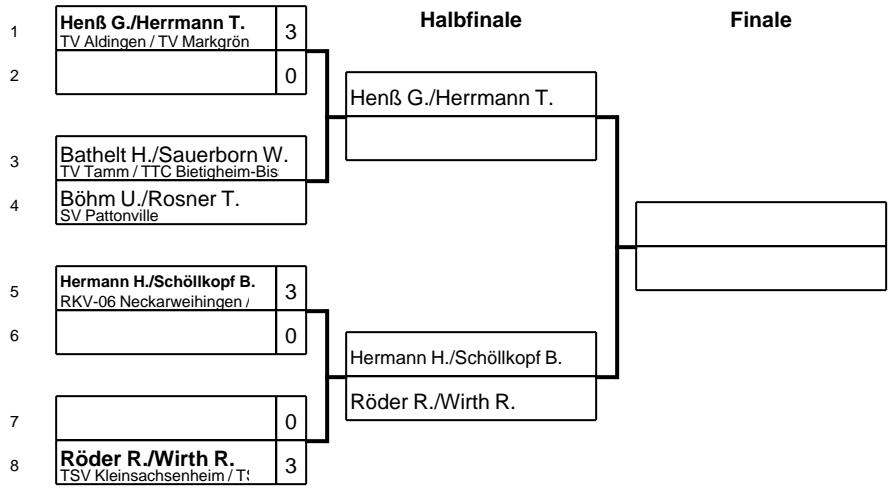 Halbfinale
Finale
1
Henß G./Herrmann T.
3
TV Aldingen / TV Markgrön
2
0
Henß G./Herrmann T.
3
Bathelt H./Sauerborn W.
TV Tamm / TTC Bietigheim-Bis
4
Böhm U./Rosner T.
SV Pattonville
5
Hermann H./Schöllkopf B.
3
RKV-06 Neckarweihingen /
6
0
Hermann H./Schöllkopf B.
Röder R./Wirth R.
7
0
8
Röder R./Wirth R.
3
TSV Kleinsachsenheim /